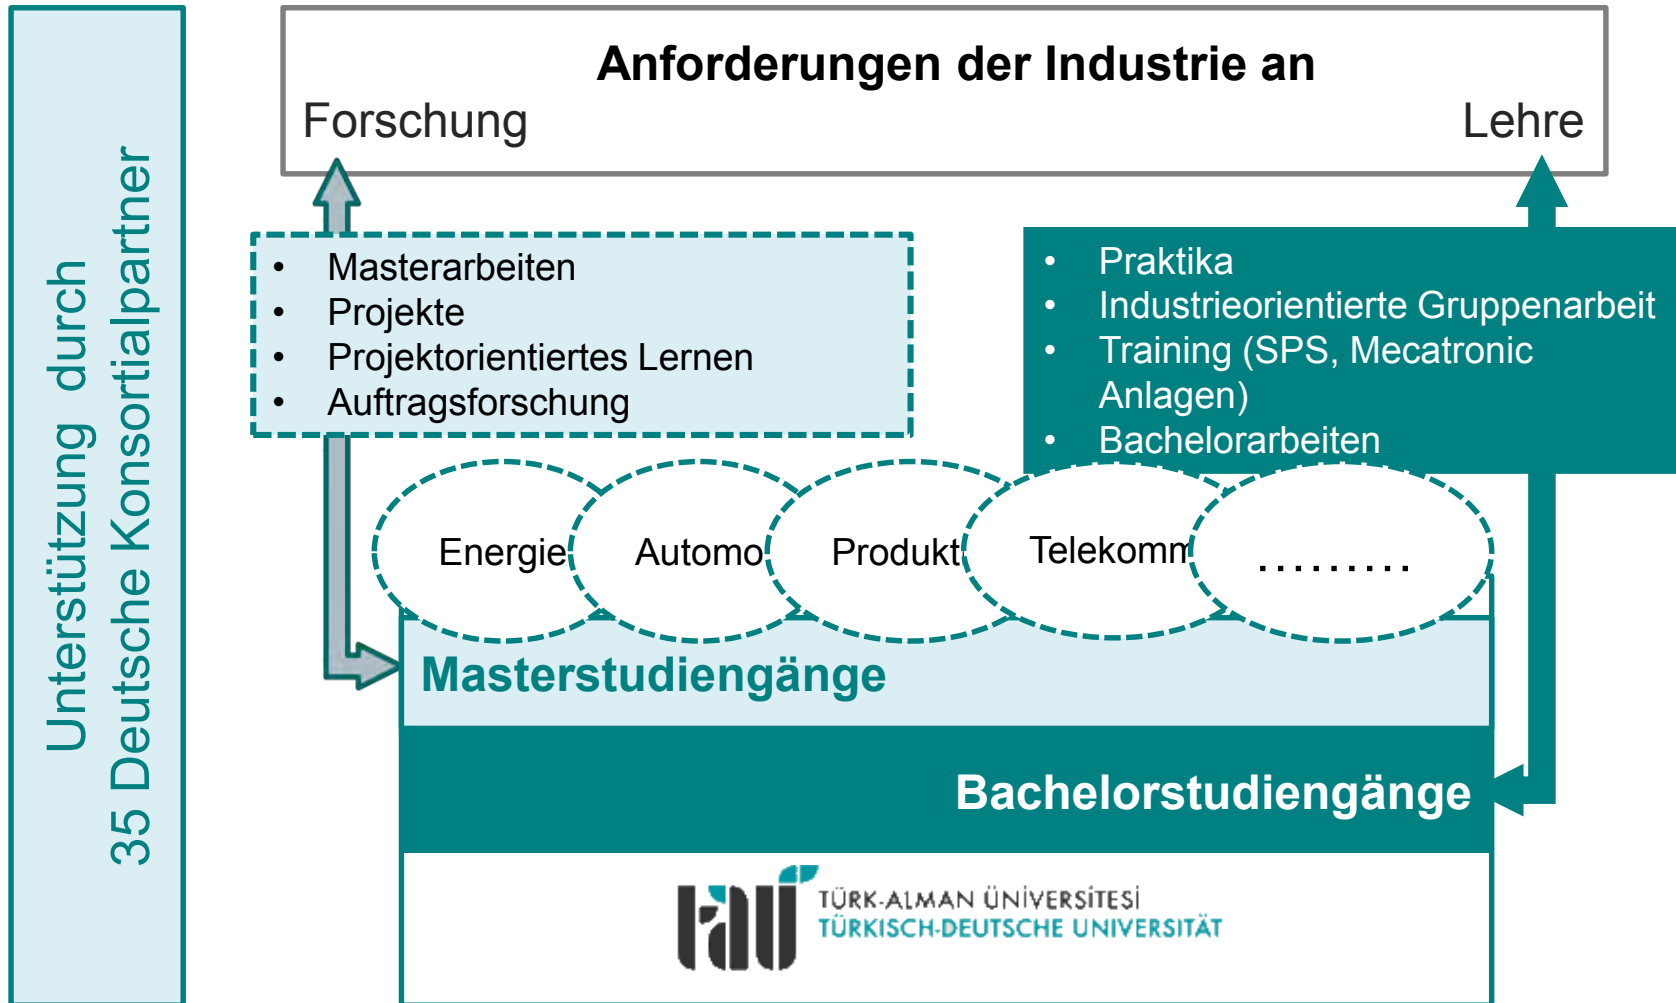 Unterstützung durch
35 Deutsche Konsortialpartner
Anforderungen der Industrie an
Forschung
Lehre
• Masterarbeiten
• Projekte
• Projektorientiertes Lernen
• Auftragsforschung
• Praktika
• Industrieorientierte Gruppenarbeit
• Training (SPS, Mecatronic
Anlagen)
• Bachelorarbeiten
Energie
Automo
Produkt
Telekomm
.........
Masterstudiengänge
Bachelorstudiengänge
tau
TÜRK-ALMAN ÜNİVERSİTESİ
TÜRKISCH-DEUTSCHE UNIVERSITÄT